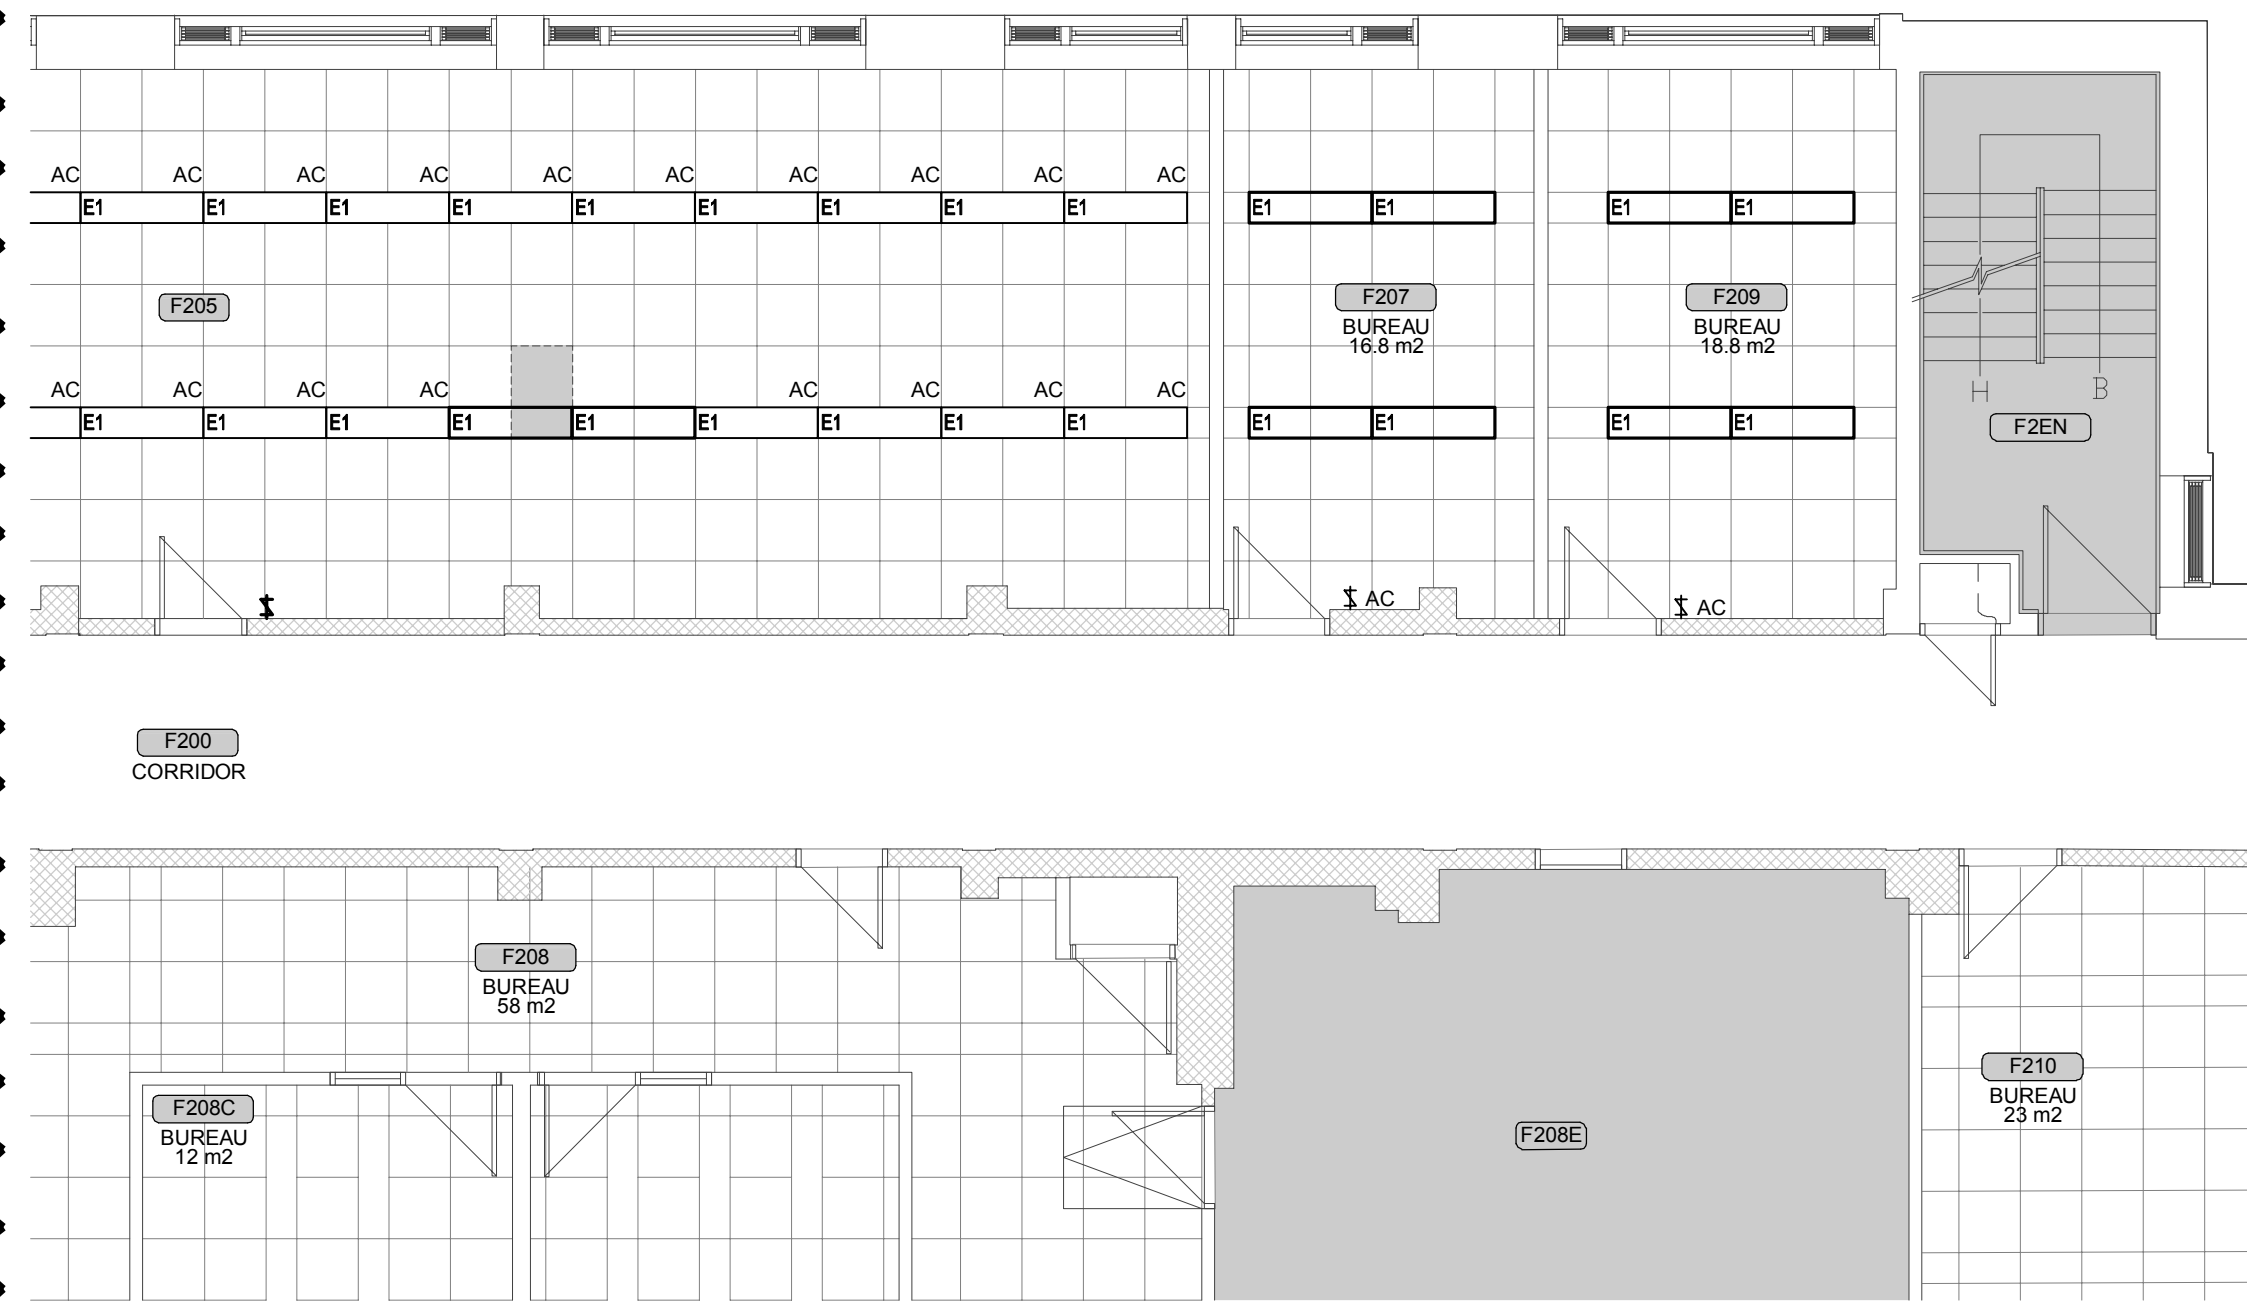 AC AC AC AC AC AC AC AC AC AC
E1 E1 E1 E1 E1 E1 E1 E1 E1 E1 E1 E1 E1
F205
F207
BUREAU
16.8 m2
F209
BUREAU
18.8 m2
AC AC AC AC AC AC AC AC
E1 E1 E1 E1 E1 E1 E1 E1 E1 E1 E1 E1 E1
H B
F2EN
AC
AC
F200
CORRIDOR
F208
BUREAU
58 m2
F208C
BUREAU
12 m2
F208E
F210
BUREAU
23 m2